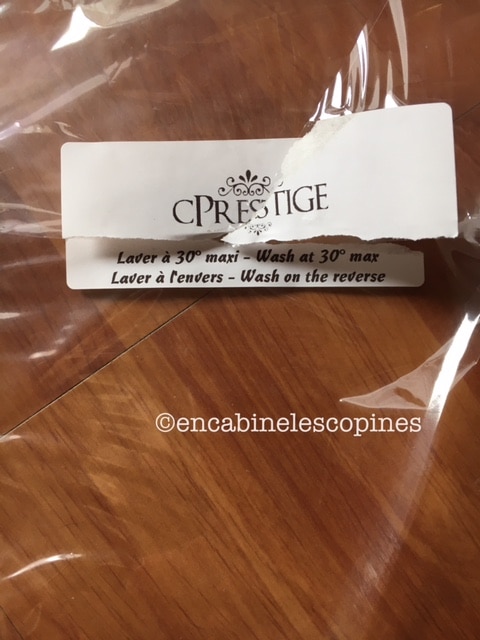 CPRESTIGE
Laver à 30° maxi - Wash at 30° max
Laver à l'envers - Wash on the reverse
©encabinelescopines